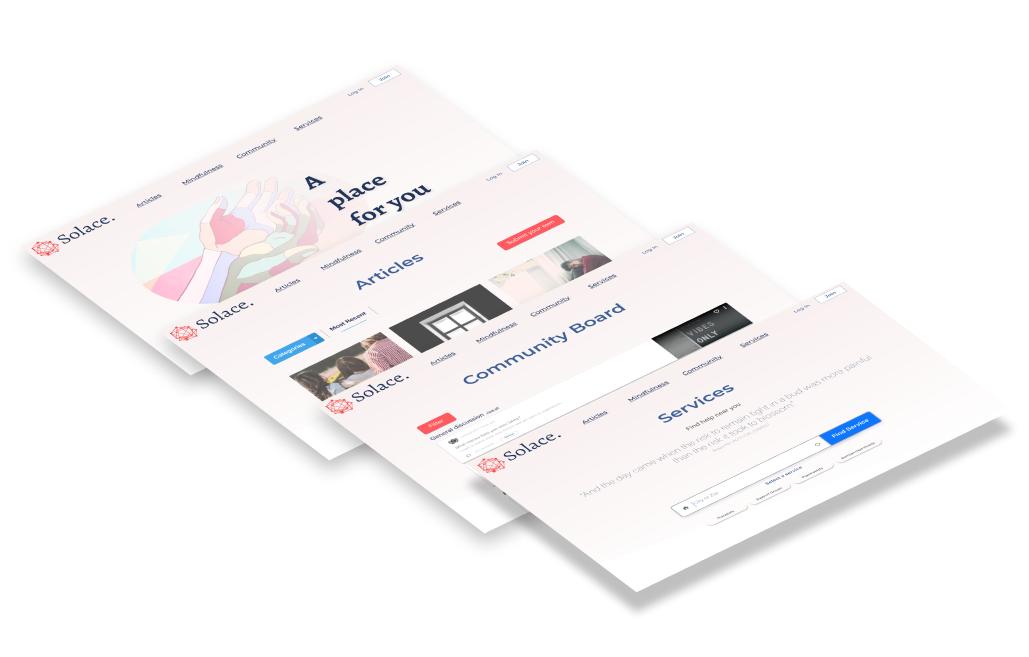 Solace.
Articles
Mindfulness
Community
Services
Log in
Join
A
place
for you
Solace.
Articles
Mindfulness
Community
Services
Log in
Join
Articles
Submit your own
Categories
Most Recent
Solace.
Articles
Mindfulness
Community
Services
Log in
Join
Community Board
Filter
General discussion
VIBES
ONLY
Solace.
Articles
Mindfulness
Community
Services
Log in
Join
Services
Find help near you
"And the day came when the risk to remain tight in a bud was more painful
than the risk it took to blossom"
City or Zip
Find Service
Select a service
Support Groups